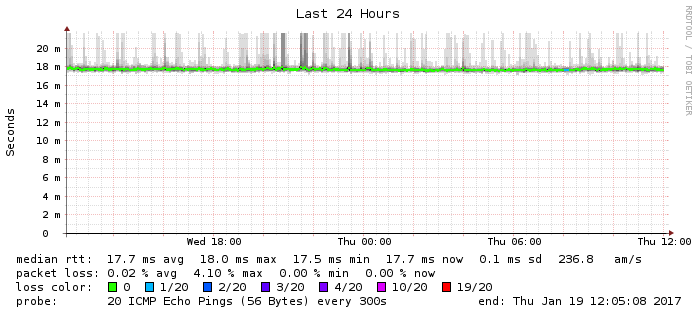 Last 24 Hours
RRDTOOL / TOBI OETIKER
Seconds
20 m
18 m
16 m
14 m
12 m
10 m
8 m
6 m
4 m
2 m
0
Wed 18:00 Thu 00:00 Thu 06:00 Thu 12:00
median rtt: 17.7 ms avg 18.0 ms max 17.5 ms min 17.7 ms now 0.1 ms sd 236.8 am/s
packet loss: 0.02 % avg 4.10 % max 0.00 % min 0.00 % now
loss color: 0 1/20 2/20 3/20 4/20 10/20 19/20
probe: 20 ICMP Echo Pings (56 Bytes) every 300s end: Thu Jan 19 12:05:08 2017